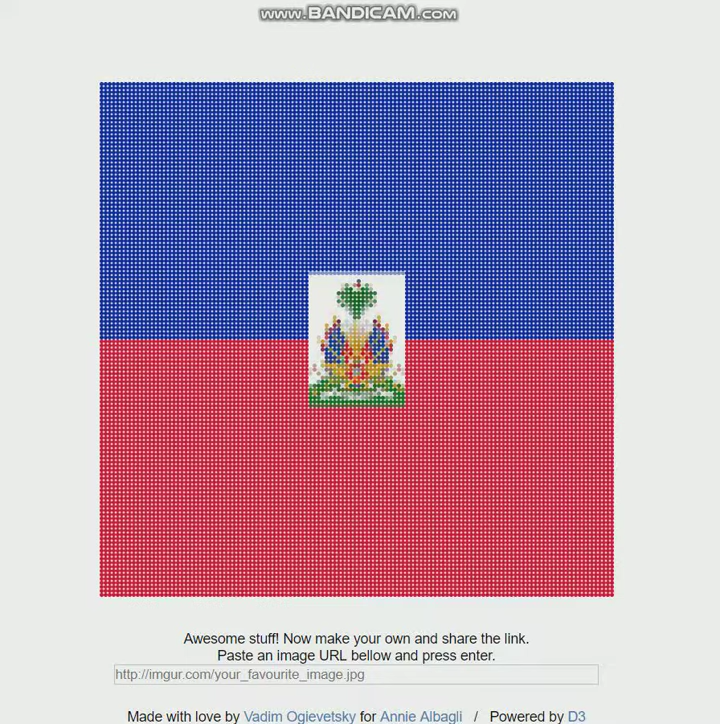 www.BANDICAM.com
Awesome stuff! Now make your own and share the link.
Paste an image URL bellow and press enter.
http://imgur.com/your_favourite_image.jpg
Made with love by Vadim Ogievetsky for Annie Albagli / Powered by D3